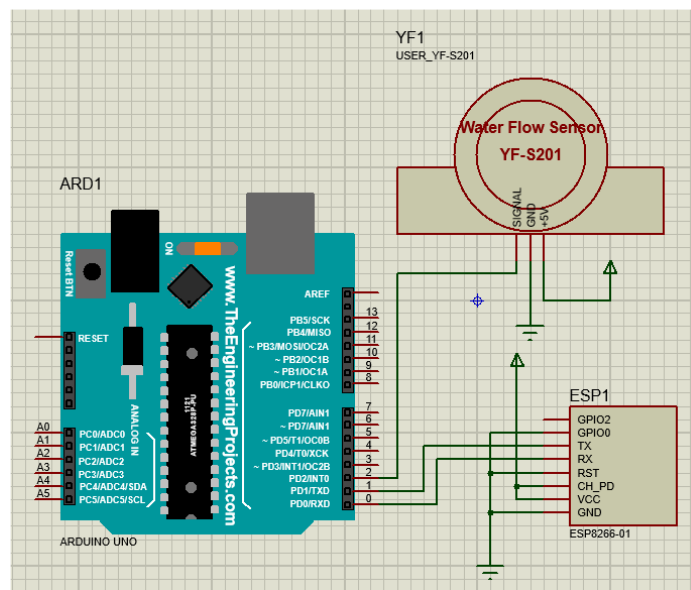 YF1
USER_YF-S201
Water Flow Sensor
YF-S201
SIGNAL
GND
+5V
ARD1
Reset BTN
ON
www.TheEngineeringProjects.com
AREF
PB5/SCK 13
PB4/MISO 12
~ PB3/MOSI/OC2A 11
~ PB2/OC1B 10
~ PB1/OC1A 9
PB0/ICP1/CLKO 8
RESET
ANALOG IN
ATMEGA328P-PU
1121
PD7/AIN1 7
~ PD7/AIN1 6
~ PD5/T1/OC0B 5
PD4/T0/XCK 4
~ PD3/INT1/OC2B 3
PD2/INT0 2
PD1/TXD 1
PD0/RXD 0
A0 PC0/ADC0
A1 PC1/ADC1
A2 PC2/ADC2
A3 PC3/ADC3
A4 PC4/ADC4/SDA
A5 PC5/ADC5/SCL
ARDUINO UNO
ESP1
GPIO2
GPIO0
TX
RX
RST
CH_PD
VCC
GND
ESP8266-01